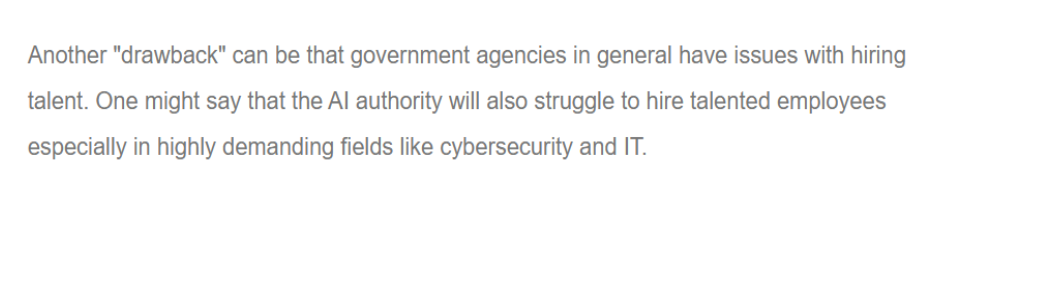 Another "drawback" can be that government agencies in general have issues with hiring
talent. One might say that the AI authority will also struggle to hire talented employees
especially in highly demanding fields like cybersecurity and IT.